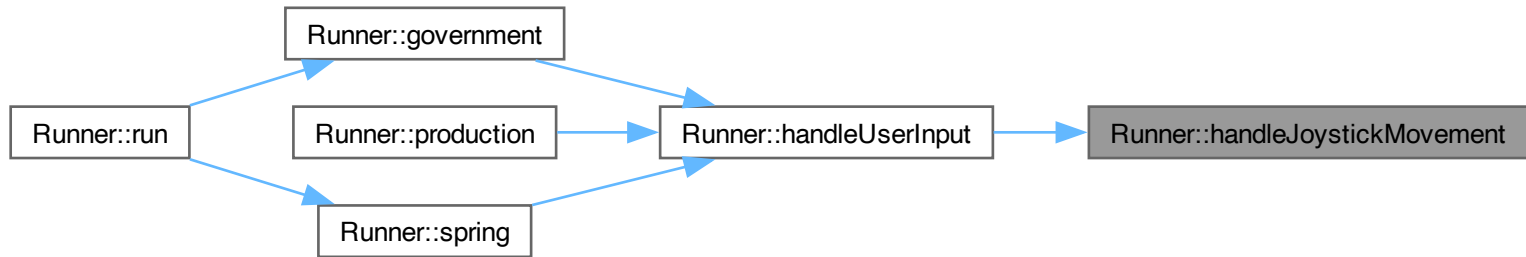 Runner::government
Runner::run
Runner::production
Runner::handleUserInput
Runner::handleJoystickMovement
Runner::spring